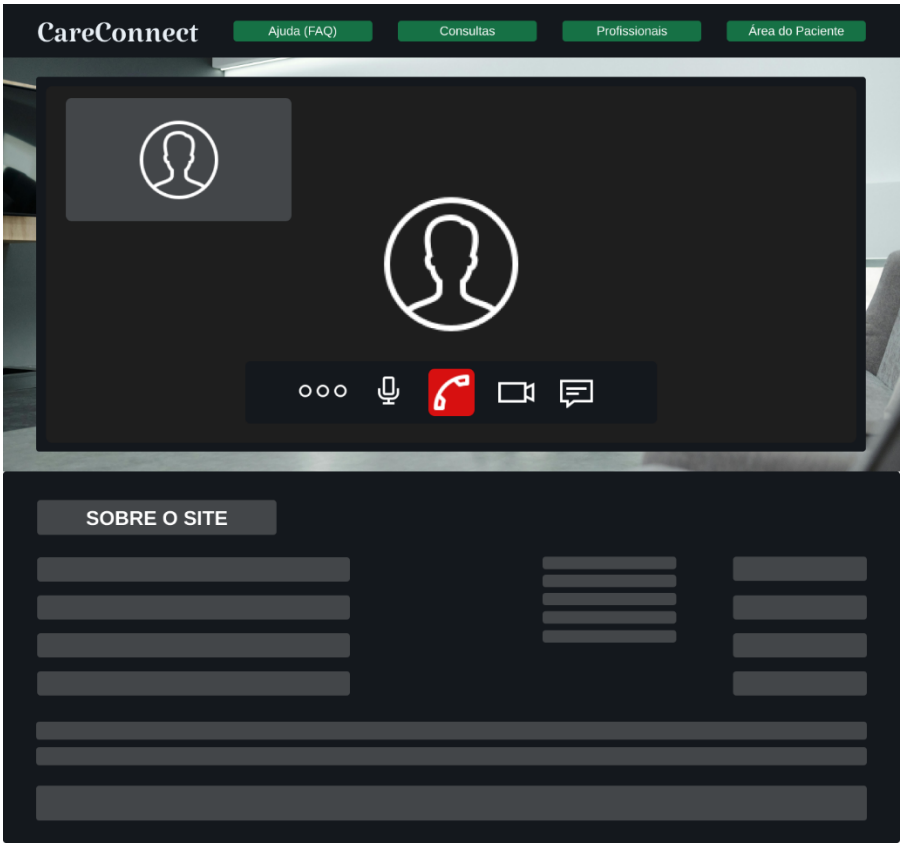 CareConnect
Ajuda (FAQ)
Consultas
Profissionais
Área do Paciente
SOBRE O SITE